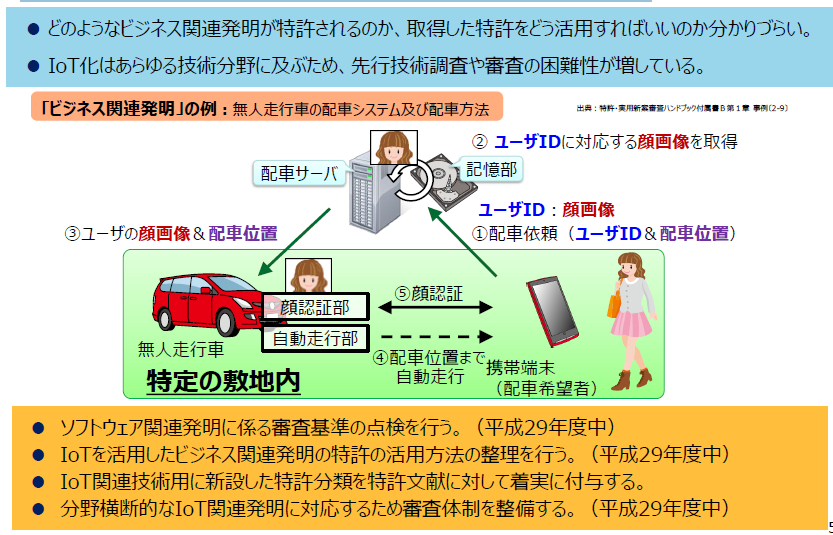 ● どのようなビジネス関連発明が特許されるのか、取得した特許をどう活用すればいいのか分かりづらい。
● IoT化はあらゆる技術分野に及ぶため、先行技術調査や審査の困難性が増している。
「ビジネス関連発明」の例：無人走行車の配車システム及び配車方法
出典：特許・実用新案審査ハンドブック付属書B第1章 事例(2-9)
② ユーザIDに対応する顔画像を取得
配車サーバ
記憶部
ユーザID：顔画像
③ユーザの顔画像＆配車位置
①配車依頼（ユーザID＆配車位置）
顔認証部
⑤顔認証
自動走行部
無人走行車
④配車位置まで
自動走行
携帯端末
（配車希望者）
特定の敷地内
● ソフトウェア関連発明に係る審査基準の点検を行う。（平成29年度中）
● IoTを活用したビジネス関連発明の特許の活用方法の整理を行う。（平成29年度中）
● IoT関連技術用に新設した特許分類を特許文献に対して着実に付与する。
● 分野横断的なIoT関連発明に対応するため審査体制を整備する。（平成29年度中）